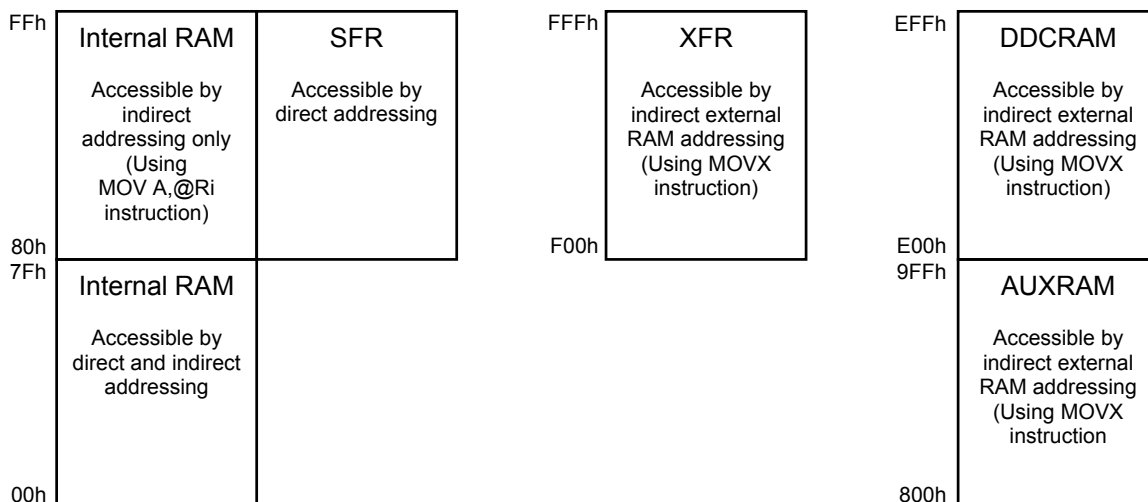 FFh
Internal RAM
Accessible by
indirect
addressing only
(Using
MOV A,@Ri
instruction)
80h
SFR
Accessible by
direct addressing
7Fh
Internal RAM
Accessible by
direct and indirect
addressing
00h
FFFh
XFR
Accessible by
indirect external
RAM addressing
(Using MOVX
instruction)
F00h
EFFh
DDCRAM
Accessible by
indirect external
RAM addressing
(Using MOVX
instruction)
E00h
9FFh
AUXRAM
Accessible by
indirect external
RAM addressing
(Using MOVX
instruction
800h